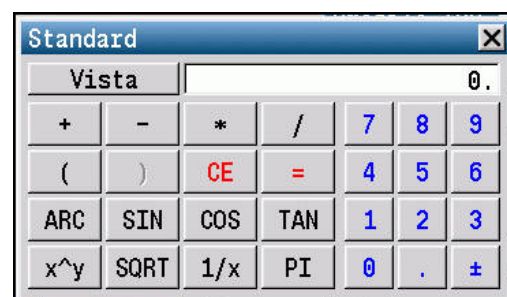 Standard
Vista 0.
+ - * / 7 8 9
( ) CE = 4 5 6
ARC SIN COS TAN 1 2 3
x^y SQRT 1/x PI 0 . ±